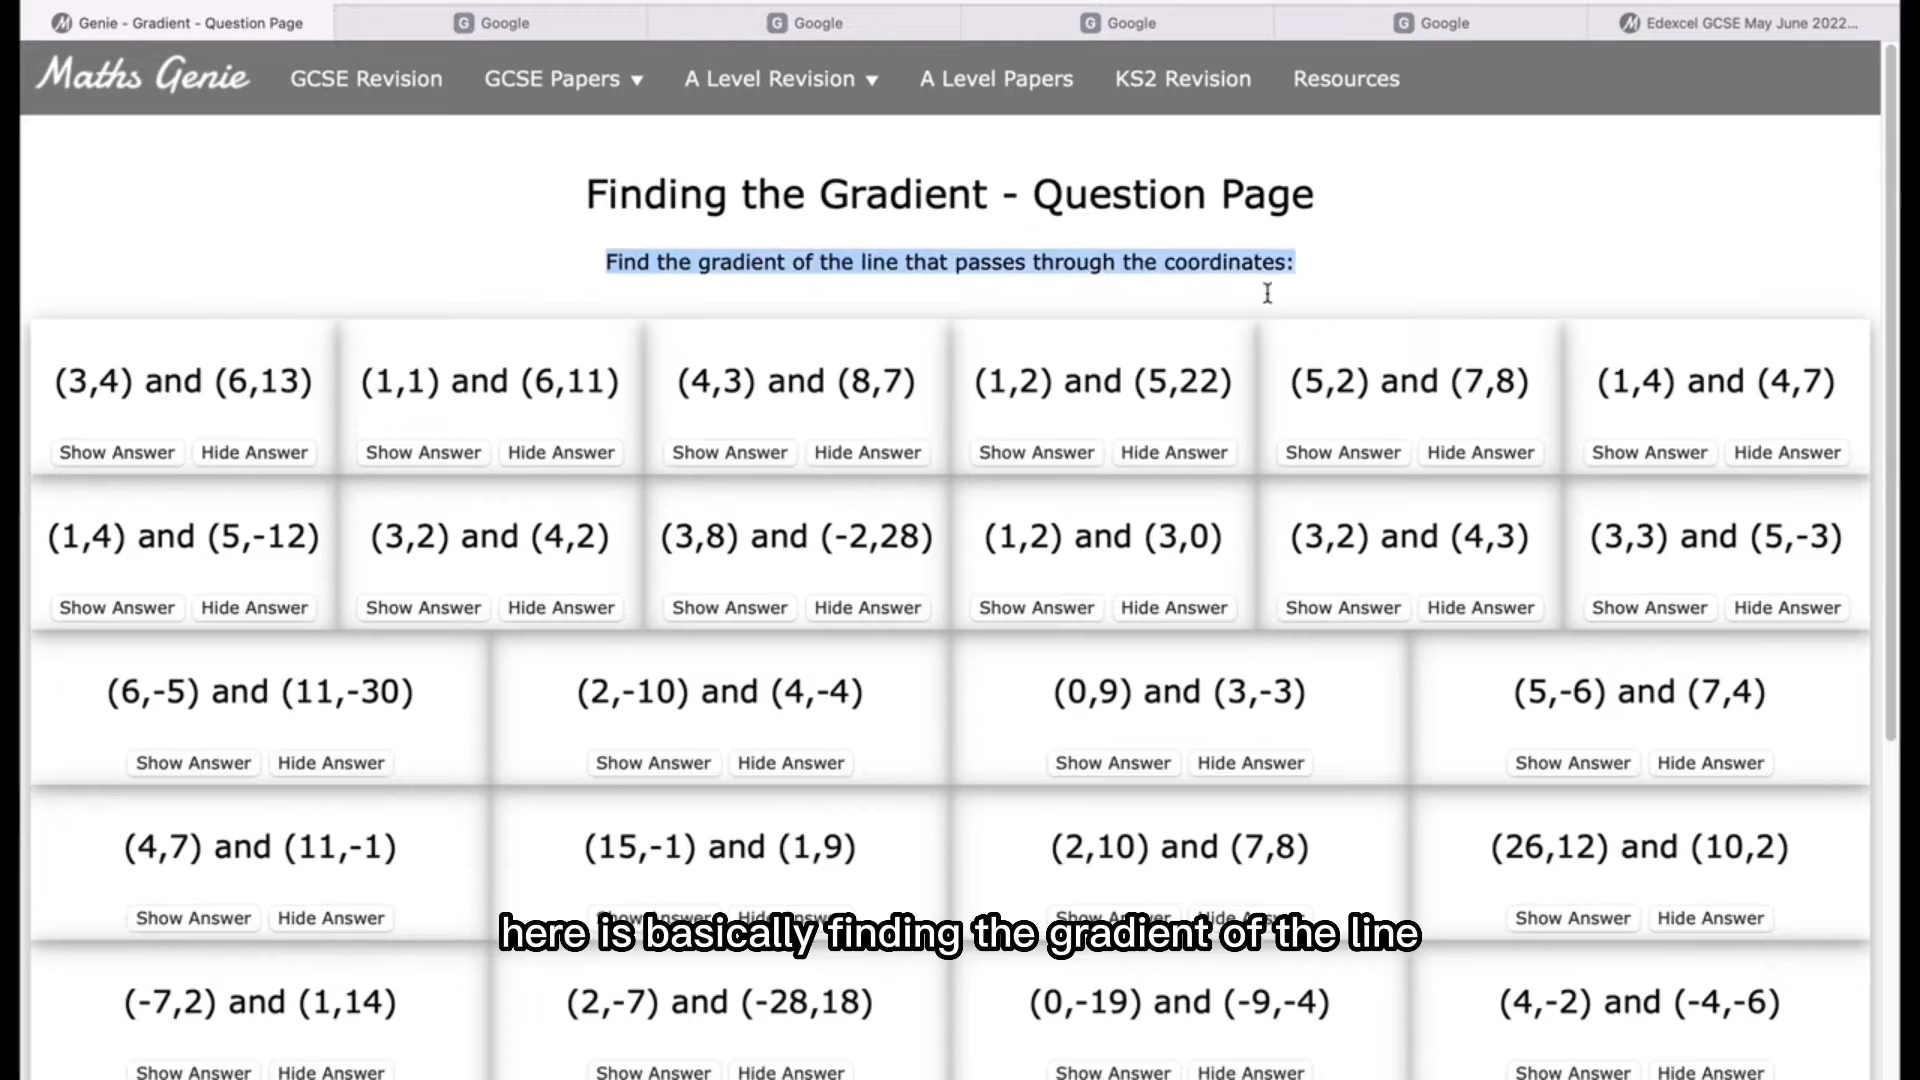 Genie - Gradient - Question Page
Google
Google
Google
Google
Edexcel GCSE May June 2022...
Maths Genie
GCSE Revision
GCSE Papers ▼
A Level Revision ▼
A Level Papers
KS2 Revision
Resources
Finding the Gradient - Question Page
Find the gradient of the line that passes through the coordinates:
(3,4) and (6,13) (1,1) and (6,11) (4,3) and (8,7) (1,2) and (5,22) (5,2) and (7,8) (1,4) and (4,7)
Show Answer Hide Answer Show Answer Hide Answer Show Answer Hide Answer Show Answer Hide Answer Show Answer Hide Answer Show Answer Hide Answer
(1,4) and (5,-12) (3,2) and (4,2) (3,8) and (-2,28) (1,2) and (3,0) (3,2) and (4,3) (3,3) and (5,-3)
Show Answer Hide Answer Show Answer Hide Answer Show Answer Hide Answer Show Answer Hide Answer Show Answer Hide Answer Show Answer Hide Answer
(6,-5) and (11,-30) (2,-10) and (4,-4) (0,9) and (3,-3) (5,-6) and (7,4)
Show Answer Hide Answer Show Answer Hide Answer Show Answer Hide Answer Show Answer Hide Answer
(4,7) and (11,-1) (15,-1) and (1,9) (2,10) and (7,8) (26,12) and (10,2)
Show Answer Hide Answer Show Answer Hide Answer Show Answer Hide Answer Show Answer Hide Answer
here is basically finding the gradient of the line
(-7,2) and (1,14) (2,-7) and (-28,18) (0,-19) and (-9,-4) (4,-2) and (-4,-6)
Show Answer Hide Answer Show Answer Hide Answer Show Answer Hide Answer Show Answer Hide Answer